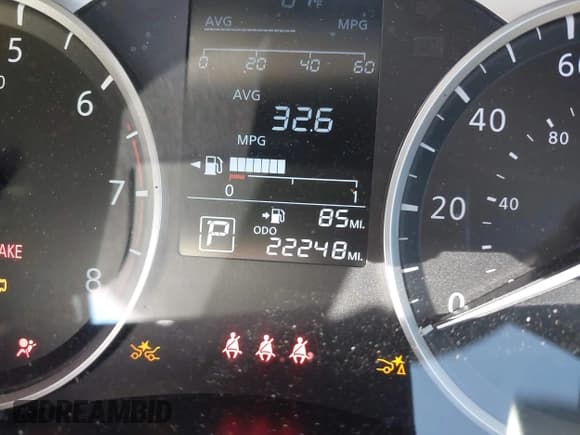 AVG MPG
0 20 40 60
AVG
32.6
MPG
0 1
85 MI.
ODO
22248 MI.
P
5
6
7
8
AKE
0
20
40
60
40
80
DREAMBID